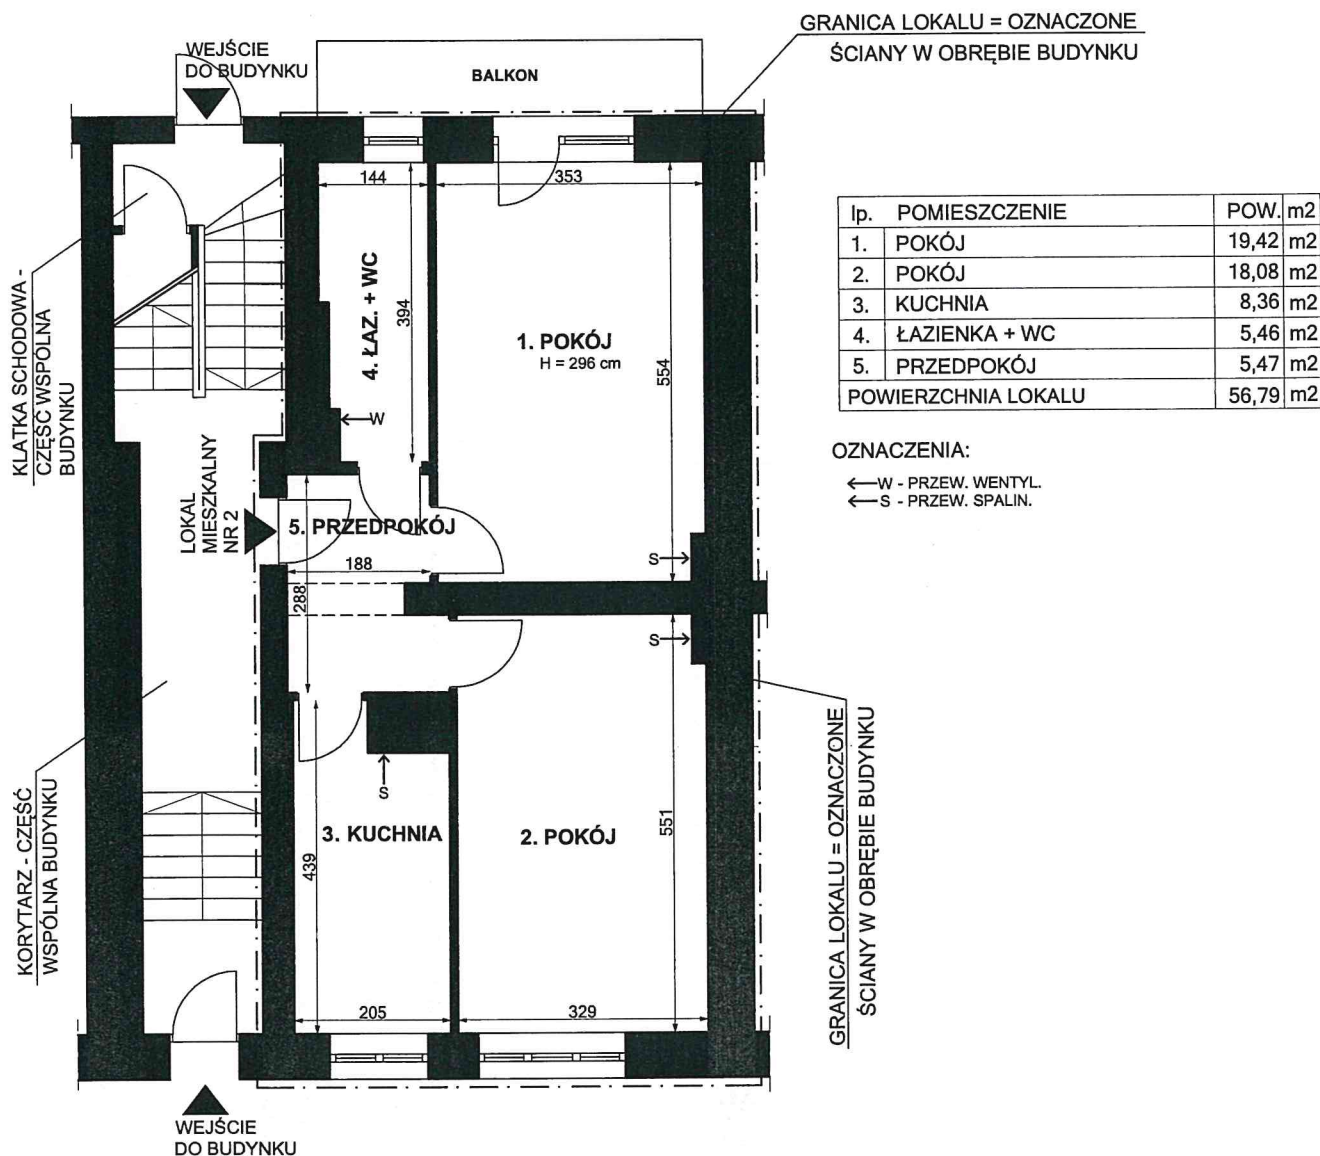 GRANICA LOKALU = OZNACZONE
ŚCIANY W OBRĘBIE BUDYNKU
WEJŚCIE
DO BUDYNKU
BALKON
144
353
394
4. ŁAZ. + WC
1. POKÓJ
H = 296 cm
554
W
KLATKA SCHODOWA -
CZĘŚĆ WSPÓLNA
BUDYNKU
LOKAL
MIESZKALNY
NR 2
5. PRZEDPOKÓJ
188
288
S
S
S
3. KUCHNIA
2. POKÓJ
439
551
205
329
KORYTARZ - CZĘŚĆ
WSPÓLNA BUDYNKU
GRANICA LOKALU = OZNACZONE
ŚCIANY W OBRĘBIE BUDYNKU
WEJŚCIE
DO BUDYNKU
lp. POMIESZCZENIE POW. m2
1. POKÓJ 19,42 m2
2. POKÓJ 18,08 m2
3. KUCHNIA 8,36 m2
4. ŁAZIENKA + WC 5,46 m2
5. PRZEDPOKÓJ 5,47 m2
POWIERZCHNIA LOKALU 56,79 m2
OZNACZENIA:
W - PRZEW. WENTYL.
S - PRZEW. SPALIN.